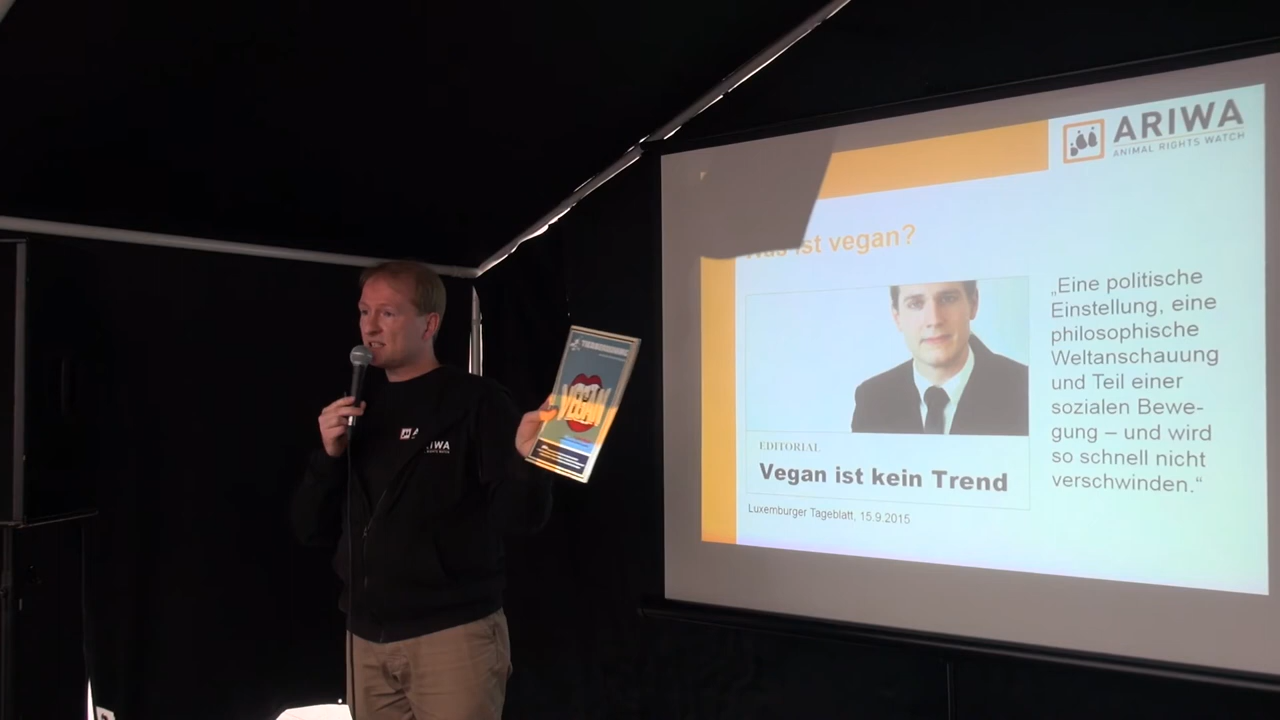 ARIWA
ANIMAL RIGHTS WATCH
Was ist vegan?
„Eine politische
Einstellung, eine
philosophische
Weltanschauung
und Teil einer
sozialen Bewe-
gung – und wird
so schnell nicht
verschwinden.“
EDITORIAL
Vegan ist kein Trend
Luxemburger Tageblatt, 15.9.2015
VEGAN